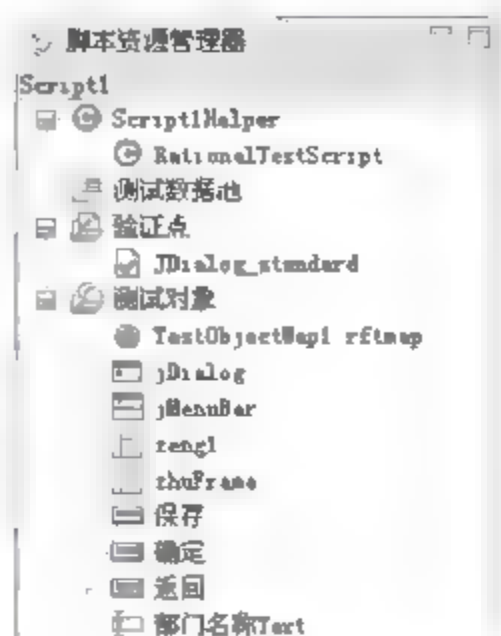 脚本资源管理器
Script1
Script1Helper
RationalTestScript
测试数据池
验证点
JDialog_standard
测试对象
TestObjectMap1 rftmap
jDialog
jMenuBar
zeng1
zhuFrame
保存
确定
返回
部门名称Text